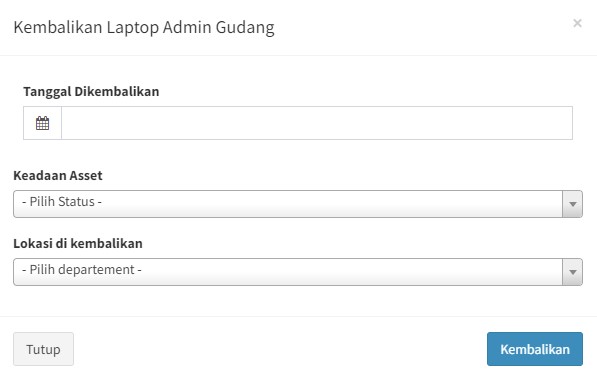 Kembalikan Laptop Admin Gudang
×
Tanggal Dikembalikan
Keadaan Asset
- Pilih Status -
Lokasi di kembalikan
- Pilih departement -
Tutup
Kembalikan